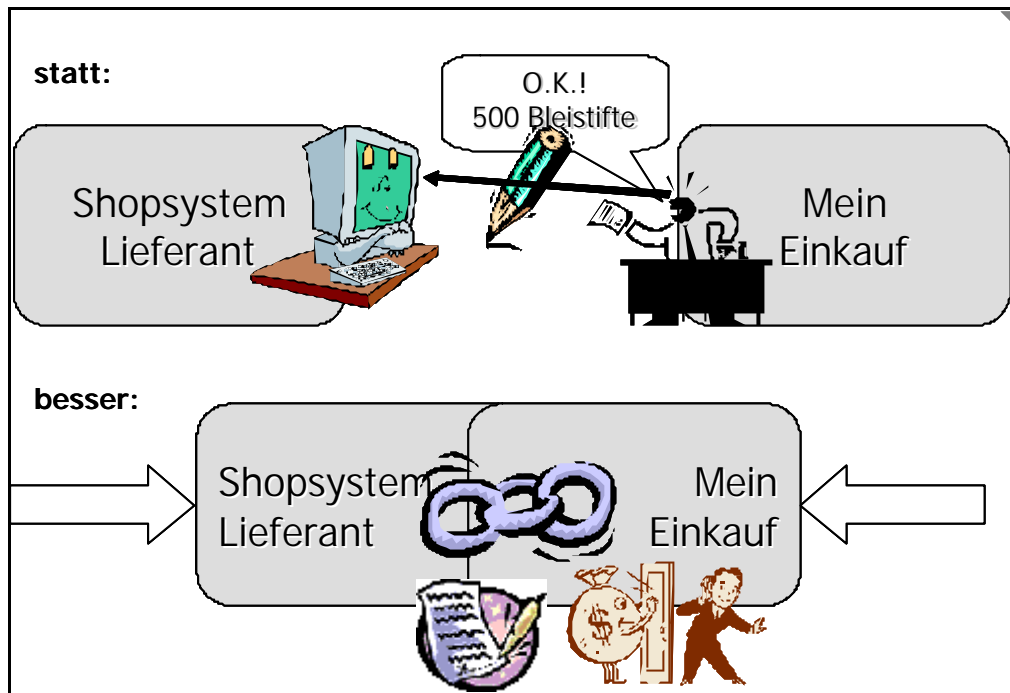 statt:
O.K.!
500 Bleistifte
Shopsystem
Lieferant
Mein
Einkauf
besser:
Shopsystem
Lieferant
Mein
Einkauf
$